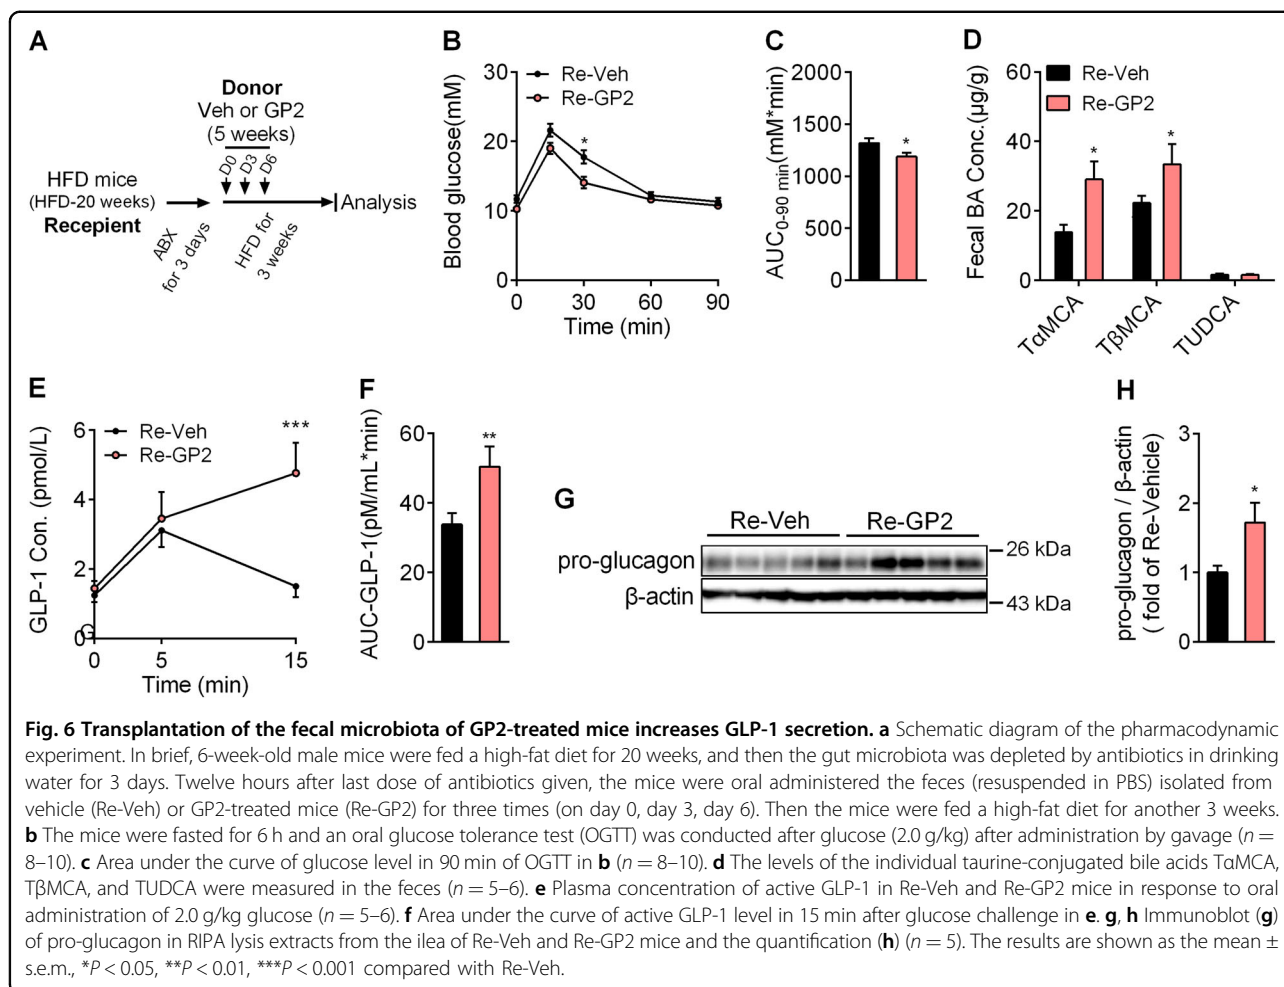 A
Donor
Veh or GP2
(5 weeks)
D0
D3
D6
HFD mice
(HFD-20 weeks)
Recepient
ABX
for 3 days
HFD for
3 weeks
Analysis
B
Re-Veh
Re-GP2
Blood glucose(mM)
30
20
10
0
*
0 30 60 90
Time (min)
C
AUC0-90 min(mM*min)
2000
1500
1000
500
0
*
D
Re-Veh
Re-GP2
Fecal BA Conc.(µg/g)
60
40
20
0
* *
TαMCA TβMCA TUDCA
E
Re-Veh
Re-GP2
***
GLP-1 Con. (pmol/L)
6
4
2
0
G
0 5 15
Time (min)
F
AUC-GLP-1(pM/mL*min)
60
40
20
0
**
G
Re-Veh Re-GP2
pro-glucagon
26 kDa
β-actin
43 kDa
H
pro-glucagon / β-actin
( fold of Re-Vehicle)
3
2
1
0
*
Fig. 6 Transplantation of the fecal microbiota of GP2-treated mice increases GLP-1 secretion. a Schematic diagram of the pharmacodynamic
experiment. In brief, 6-week-old male mice were fed a high-fat diet for 20 weeks, and then the gut microbiota was depleted by antibiotics in drinking
water for 3 days. Twelve hours after last dose of antibiotics given, the mice were oral administered the feces (resuspended in PBS) isolated from
vehicle (Re-Veh) or GP2-treated mice (Re-GP2) for three times (on day 0, day 3, day 6). Then the mice were fed a high-fat diet for another 3 weeks.
b The mice were fasted for 6 h and an oral glucose tolerance test (OGTT) was conducted after glucose (2.0 g/kg) after administration by gavage (n =
8–10). c Area under the curve of glucose level in 90 min of OGTT in b (n = 8–10). d The levels of the individual taurine-conjugated bile acids TαMCA,
TβMCA, and TUDCA were measured in the feces (n = 5–6). e Plasma concentration of active GLP-1 in Re-Veh and Re-GP2 mice in response to oral
administration of 2.0 g/kg glucose (n = 5–6). f Area under the curve of active GLP-1 level in 15 min after glucose challenge in e. g, h Immunoblot (g)
of pro-glucagon in RIPA lysis extracts from the ilea of Re-Veh and Re-GP2 mice and the quantification (h) (n = 5). The results are shown as the mean ±
s.e.m., *P < 0.05, **P < 0.01, ***P < 0.001 compared with Re-Veh.